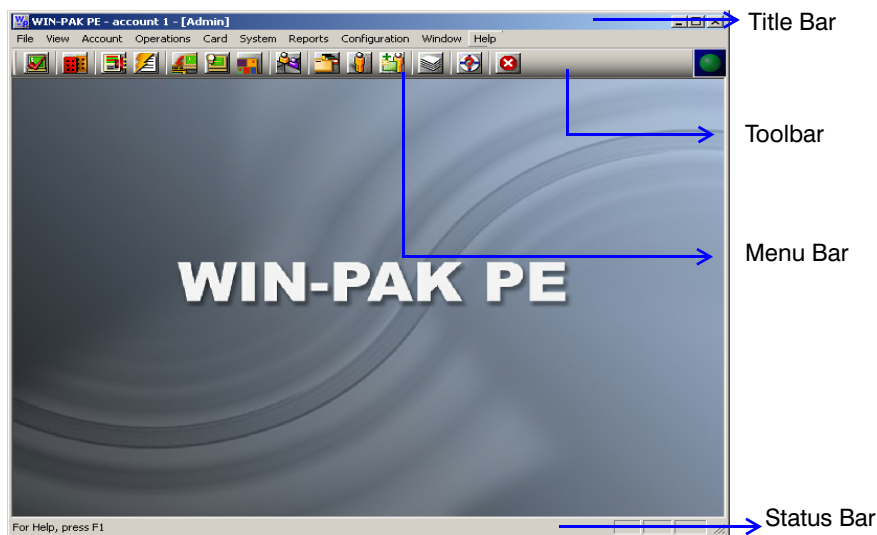 WIN-PAK PE - account 1 - [Admin]
Title Bar
File View Account Operations Card System Reports Configuration Window Help
Toolbar
Menu Bar
WIN-PAK PE
For Help, press F1
Status Bar